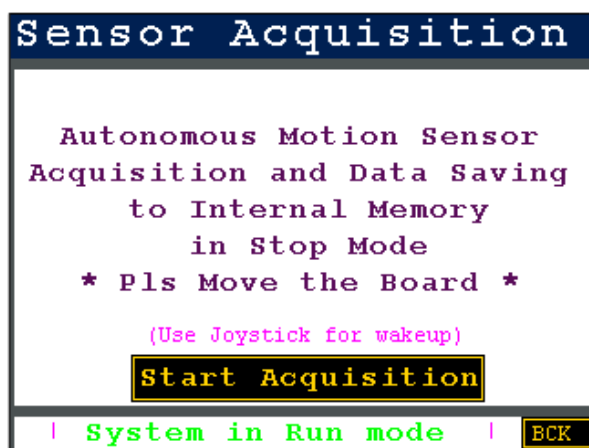 Sensor Acquisition
Autonomous Motion Sensor
Acquisition and Data Saving
to Internal Memory
in Stop Mode
* Pls Move the Board *
(Use Joystick for wakeup)
Start Acquisition
| System in Run mode | BCK